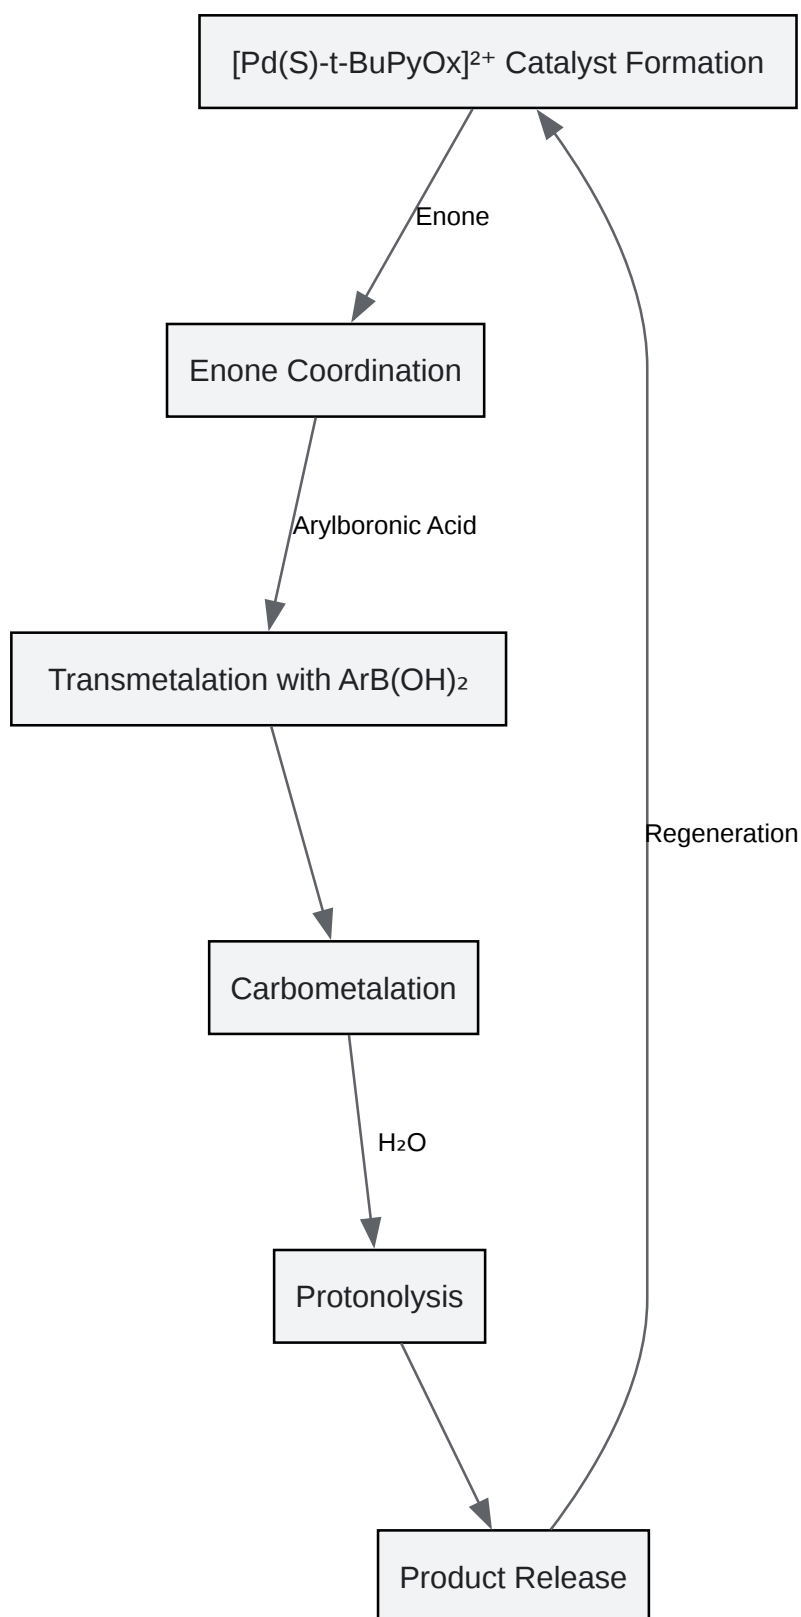 [Pd(S)-t-BuPyOx]²⁺ Catalyst Formation
Enone
Enone Coordination
Arylboronic Acid
Transmetalation with ArB(OH)₂
Regeneration
Carbometalation
H₂O
Protonolysis
Product Release